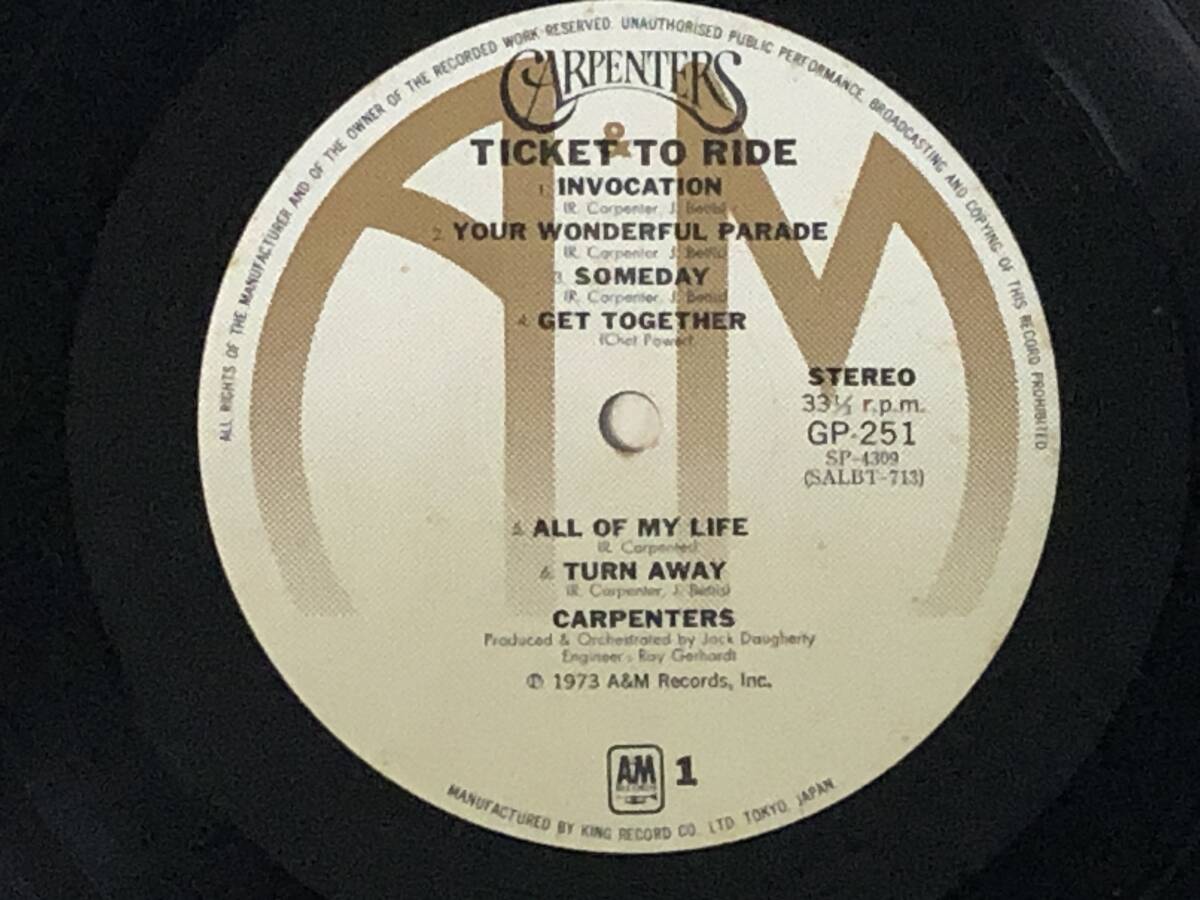 ALL RIGHTS OF THE MANUFACTURER AND OF THE OWNER OF THE RECORDED WORK RESERVED. UNAUTHORISED PUBLIC PERFORMANCE, BROADCASTING AND COPYING OF THIS RECORD PROHIBITED
CARPENTERS
&
TICKET TO RIDE
1. INVOCATION
(R. Carpenter, J. Bettis)
2. YOUR WONDERFUL PARADE
(R. Carpenter J. Bettis)
3. SOMEDAY
(R. Carpenter, J. Bettis)
4. GET TOGETHER
(Chet Power)
STEREO
33⅓ r.p.m.
GP-251
SP-4309
(SALBT-713)
5. ALL OF MY LIFE
(R. Carpenter)
6. TURN AWAY
(R. Carpenter, J. Bettis)
CARPENTERS
Produced & Orchestrated by Jack Daugherty
Engineer: Ray Gerhardt
Ⓟ 1973 A&M Records, Inc.
AM 1
MANUFACTURED BY KING RECORD CO. LTD. TOKYO, JAPAN